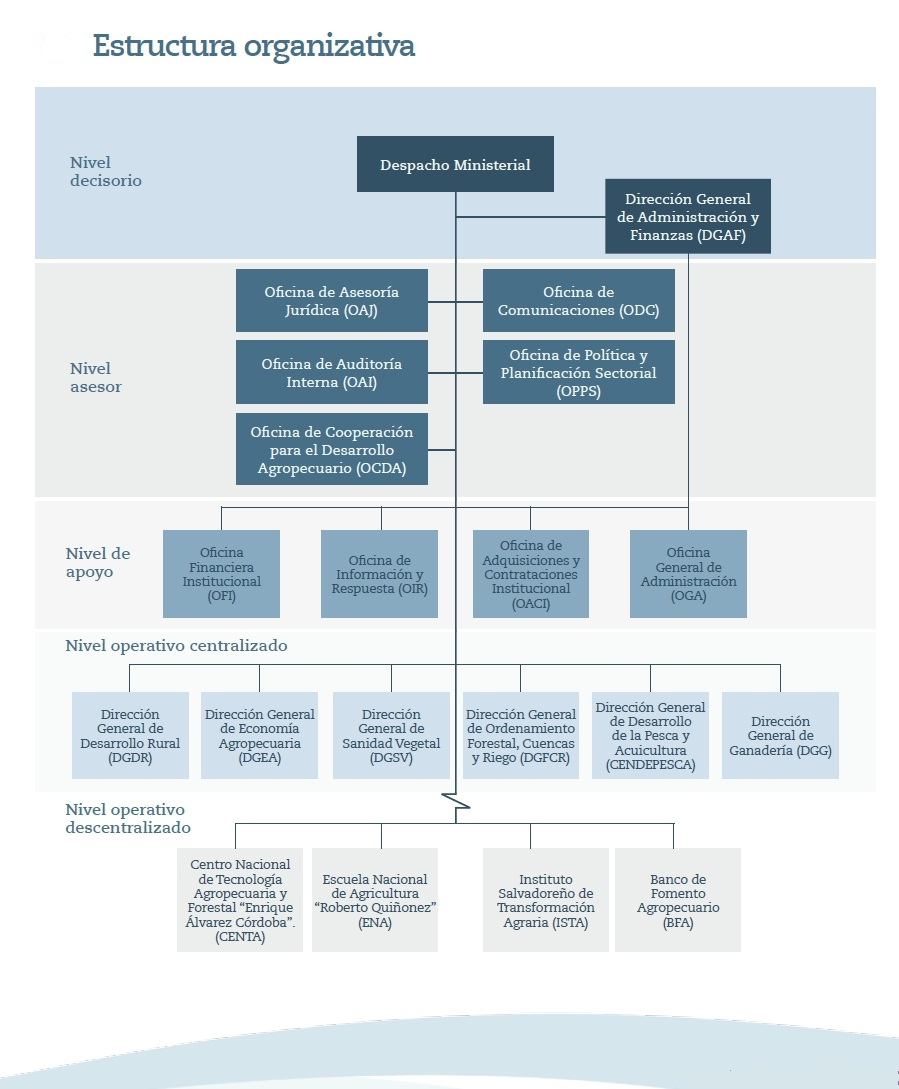 Estructura organizativa
Nivel
decisorio
Despacho Ministerial
Dirección General
de Administración y
Finanzas (DGAF)
Nivel
asesor
Oficina de Asesoría
Jurídica (OAJ)
Oficina de
Comunicaciones (ODC)
Oficina de Auditoría
Interna (OAI)
Oficina de Política y
Planificación Sectorial
(OPPS)
Oficina de Cooperación
para el Desarrollo
Agropecuario (OCDA)
Nivel de
apoyo
Oficina
Financiera
Institucional
(OFI)
Oficina de
Información y
Respuesta (OIR)
Oficina de
Adquisiciones y
Contrataciones
Institucional
(OACI)
Oficina
General de
Administración
(OGA)
Nivel operativo centralizado
Dirección
General de
Desarrollo Rural
(DGDR)
Dirección General
de Economía
Agropecuaria
(DGEA)
Dirección
General de
Sanidad Vegetal
(DGSV)
Dirección General
de Ordenamiento
Forestal, Cuencas
y Riego (DGFCR)
Dirección General
de Desarrollo
de la Pesca y
Acuicultura
(CENDEPESCA)
Dirección
General de
Ganadería (DGG)
Nivel operativo
descentralizado
Centro Nacional
de Tecnología
Agropecuaria y
Forestal “Enrique
Álvarez Córdoba”.
(CENTA)
Escuela Nacional
de Agricultura
“Roberto Quiñonez”
(ENA)
Instituto
Salvadoreño de
Transformación
Agraria (ISTA)
Banco de
Fomento
Agropecuario
(BFA)